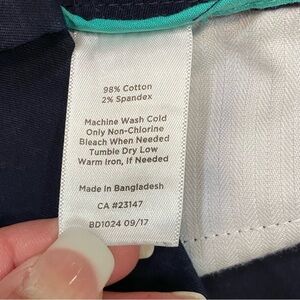 98% Cotton
2% Spandex
Machine Wash Cold
Only Non-Chlorine
Bleach When Needed
Tumble Dry Low
Warm Iron, If Needed
Made in Bangladesh
CA #23147
BD1024 09/17